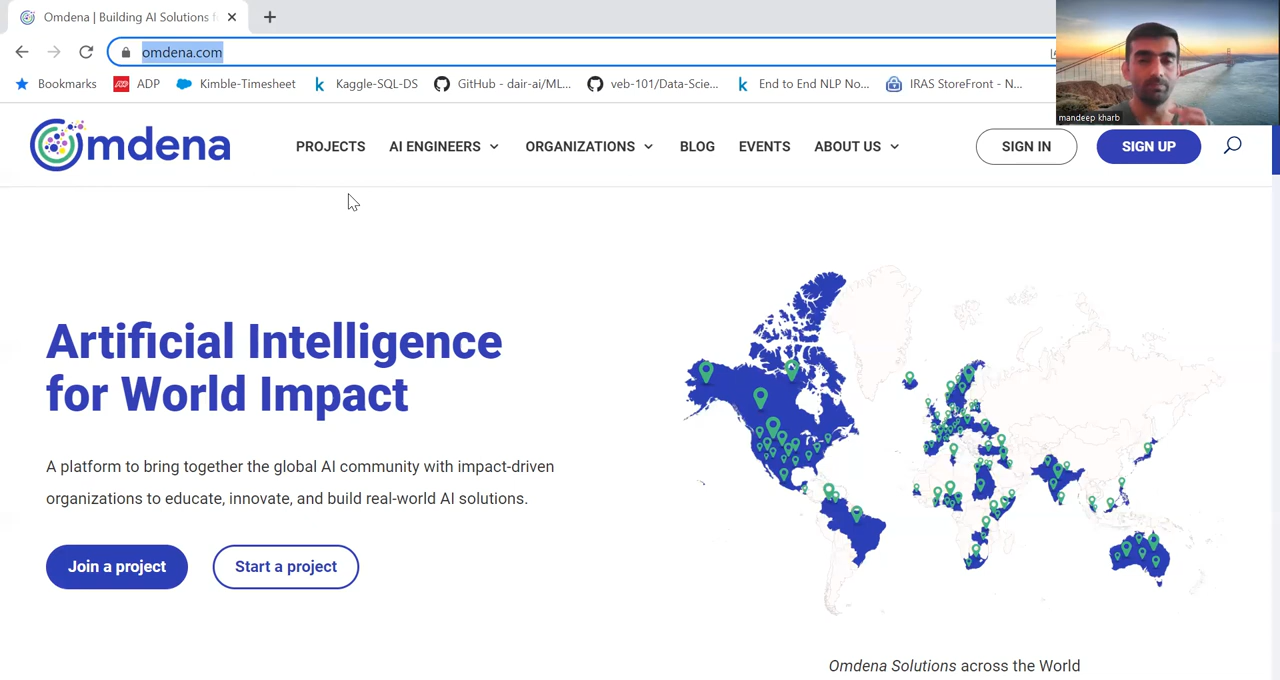 Omdena | Building AI Solutions f
omdena.com
Bookmarks ADP Kimble-Timesheet Kaggle-SQL-DS GitHub - dair-ai/ML... veb-101/Data-Scie... End to End NLP No... IRAS StoreFront - N...
mandeep kharb
Omdena PROJECTS AI ENGINEERS ORGANIZATIONS BLOG EVENTS ABOUT US SIGN IN SIGN UP
Artificial Intelligence
for World Impact
A platform to bring together the global AI community with impact-driven
organizations to educate, innovate, and build real-world AI solutions.
Join a project Start a project
Omdena Solutions across the World